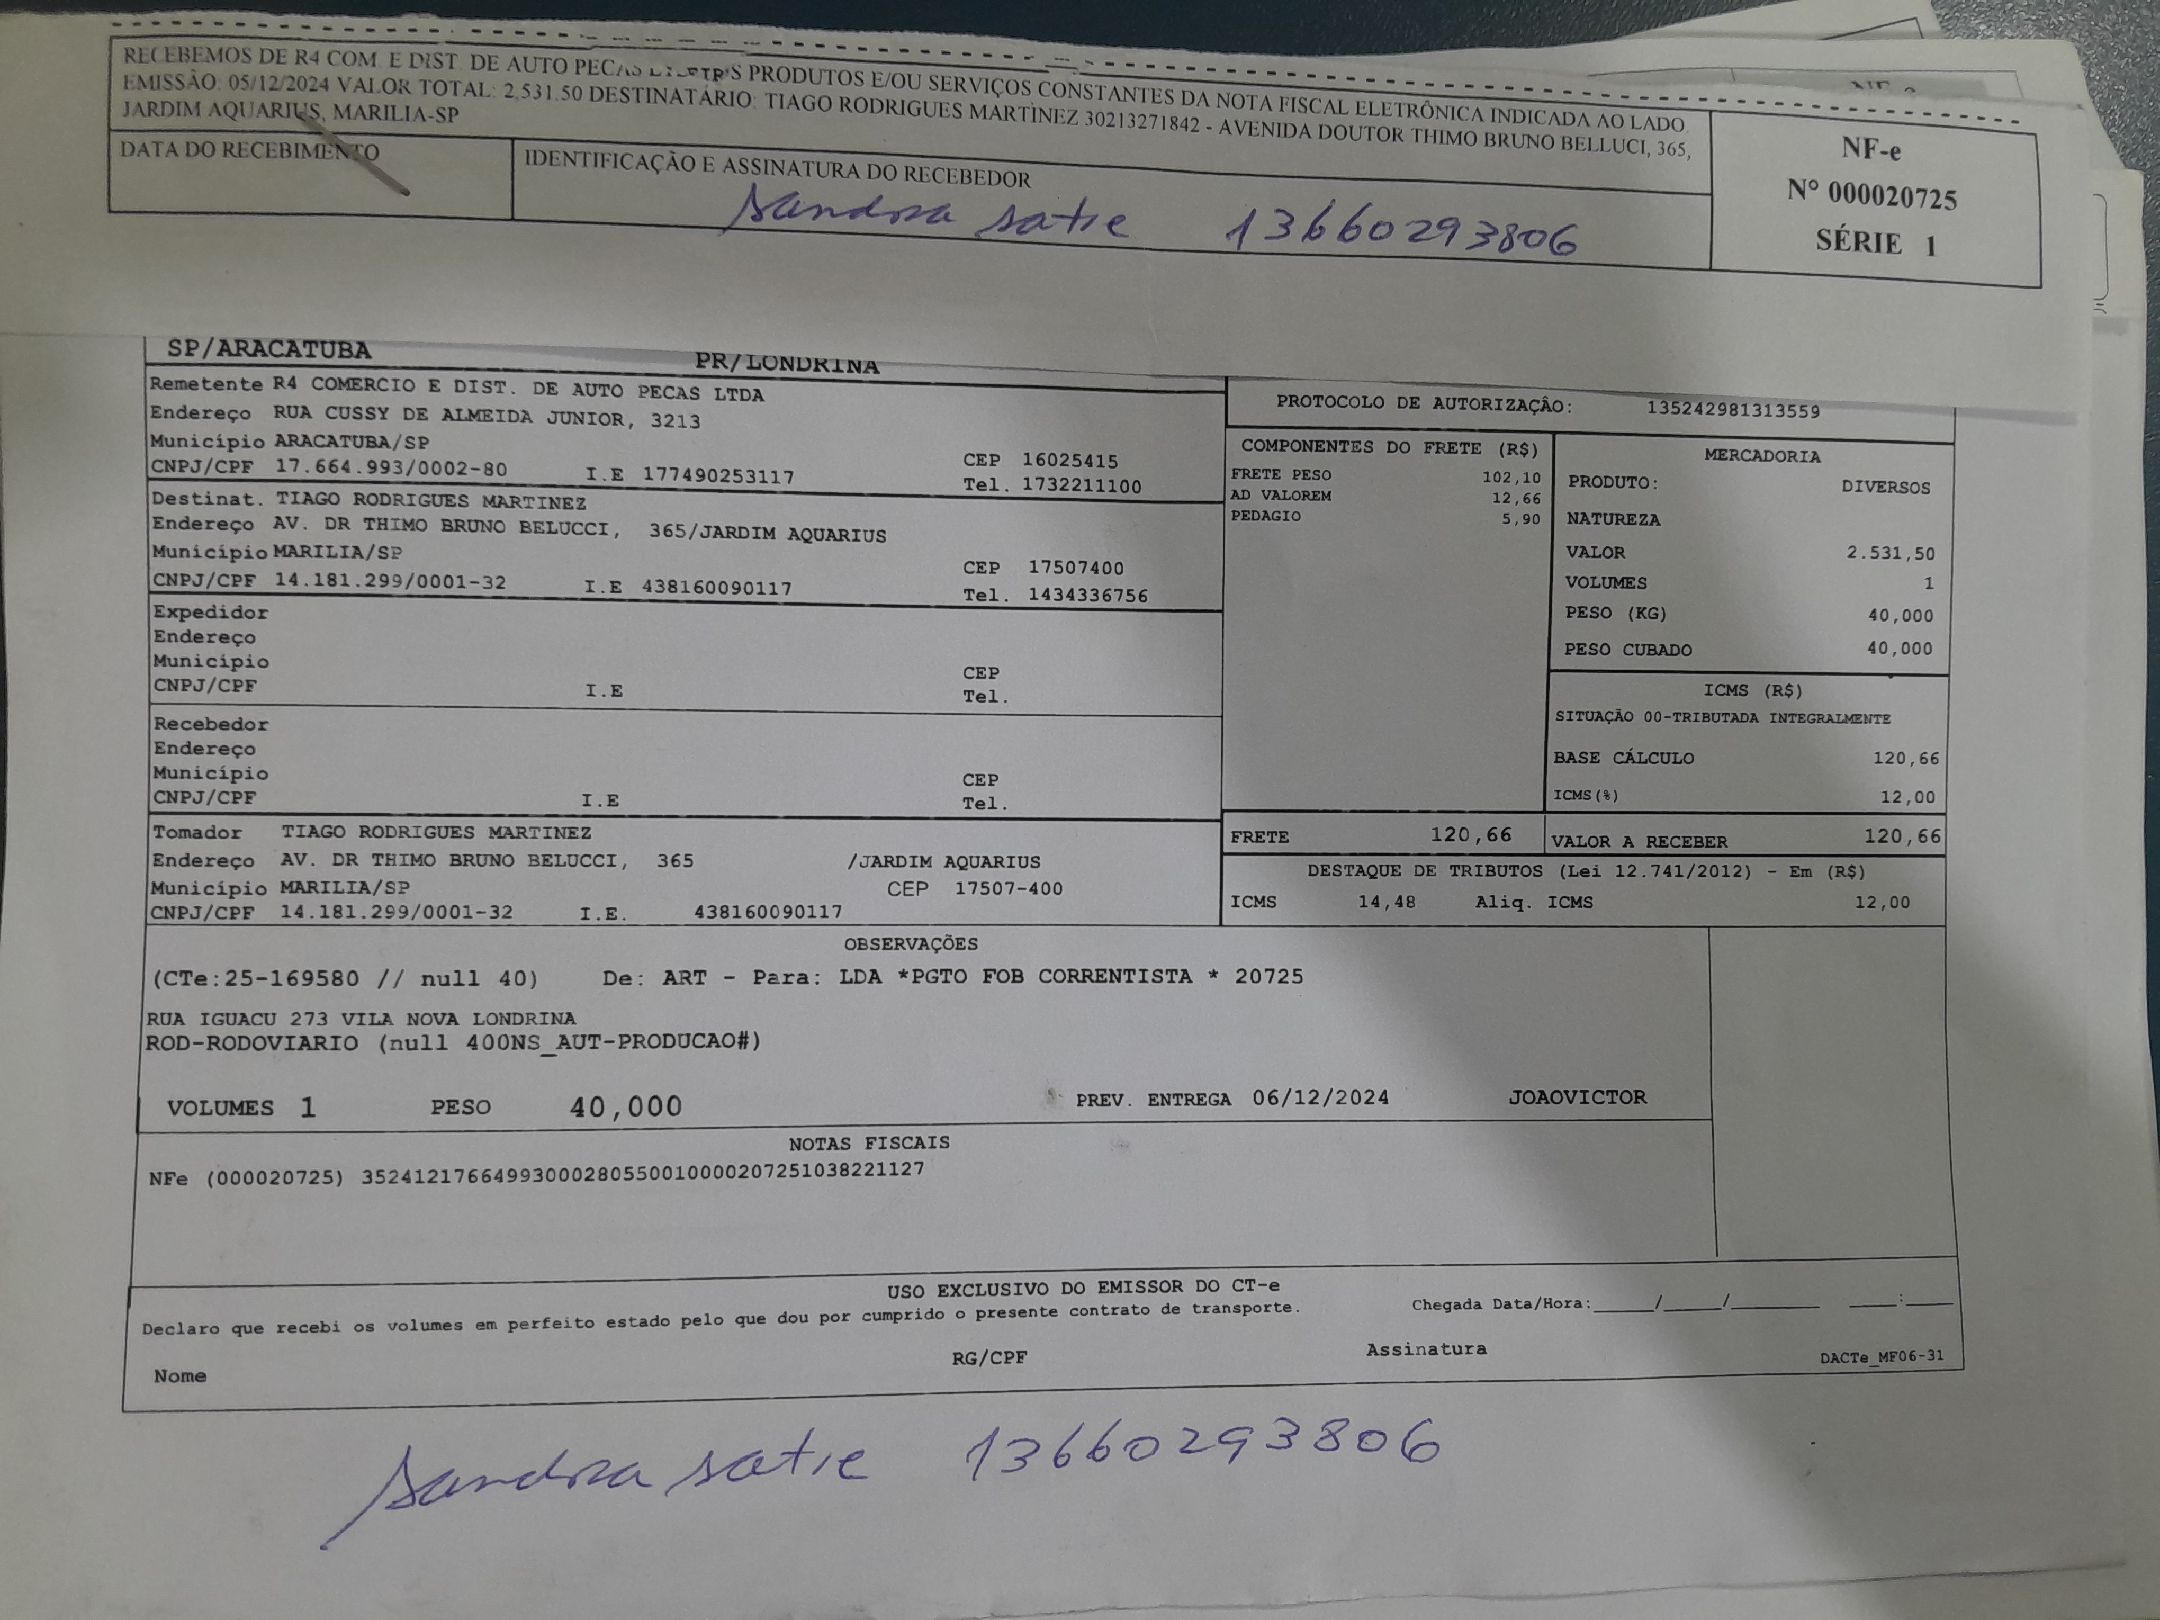 RECEBEMOS DE R4 COM. E DIST. DE AUTO PECAS PRODUTOS E/OU SERVIÇOS CONSTANTES DA NOTA FISCAL ELETRÔNICA INDICADA AO LADO.
EMISSÃO: 05/12/2024 VALOR TOTAL: 2,531.50 DESTINATÁRIO: TIAGO RODRIGUES MARTINEZ 30213271842 - AVENIDA DOUTOR THIMO BRUNO BELLUCI, 365,
JARDIM AQUARIUS, MARILIA-SP
DATA DO RECEBIMENTO
IDENTIFICAÇÃO E ASSINATURA DO RECEBEDOR
Sandra Satie 13660293806
NF-e
N° 000020725
SÉRIE 1
SP/ARACATUBA PR/LONDRINA
Remetente R4 COMERCIO E DIST. DE AUTO PECAS LTDA
Endereço RUA CUSSY DE ALMEIDA JUNIOR, 3213
Município ARACATUBA/SP CEP 16025415
CNPJ/CPF 17.664.993/0002-80 I.E 177490253117 Tel. 1732211100
Destinat. TIAGO RODRIGUES MARTINEZ
Endereço AV. DR THIMO BRUNO BELUCCI, 365/JARDIM AQUARIUS
Município MARILIA/SP CEP 17507400
CNPJ/CPF 14.181.299/0001-32 I.E 438160090117 Tel. 1434336756
Expedidor
Endereço
Município CEP
CNPJ/CPF I.E Tel.
Recebedor
Endereço
Município CEP
CNPJ/CPF I.E Tel.
Tomador TIAGO RODRIGUES MARTINEZ
Endereço AV. DR THIMO BRUNO BELUCCI, 365 /JARDIM AQUARIUS
Município MARILIA/SP CEP 17507-400
CNPJ/CPF 14.181.299/0001-32 I.E. 438160090117
PROTOCOLO DE AUTORIZAÇÃO: 135242981313559
COMPONENTES DO FRETE (R$)
FRETE PESO 102,10
AD VALOREM 12,66
PEDAGIO 5,90
MERCADORIA
PRODUTO: DIVERSOS
NATUREZA
VALOR 2.531,50
VOLUMES 1
PESO (KG) 40,000
PESO CUBADO 40,000
ICMS (R$)
SITUAÇÃO 00-TRIBUTADA INTEGRALMENTE
BASE CÁLCULO 120,66
ICMS(%) 12,00
FRETE 120,66 VALOR A RECEBER 120,66
DESTAQUE DE TRIBUTOS (Lei 12.741/2012) - Em (R$)
ICMS 14,48 Aliq. ICMS 12,00
OBSERVAÇÕES
(CTe:25-169580 // null 40) De: ART - Para: LDA *PGTO FOB CORRENTISTA * 20725
RUA IGUACU 273 VILA NOVA LONDRINA
ROD-RODOVIARIO (null 400NS_AUT-PRODUCAO#)
VOLUMES 1 PESO 40,000 PREV. ENTREGA 06/12/2024 JOAOVICTOR
NOTAS FISCAIS
NFe (000020725) 35241217664993000280550010000207251038221127
USO EXCLUSIVO DO EMISSOR DO CT-e
Declaro que recebi os volumes em perfeito estado pelo que dou por cumprido o presente contrato de transporte. Chegada Data/Hora:_____/_____/_______ ____:____
Nome RG/CPF Assinatura DACTe_MF06-31
Sandra Satie 13660293806